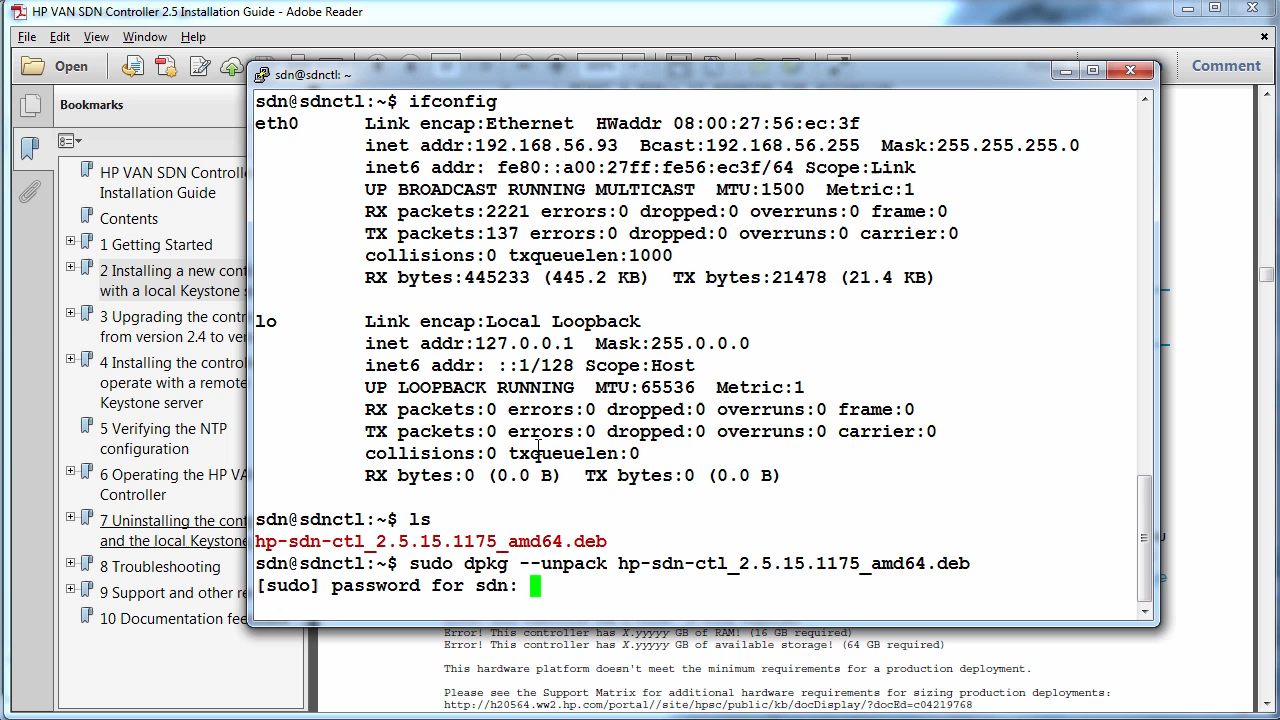 HP VAN SDN Controller 2.5 Installation Guide - Adobe Reader
File Edit View Window Help
Open
Comment
Bookmarks
HP VAN SDN Controlle
Installation Guide
Contents
1 Getting Started
2 Installing a new cont
with a local Keystone s
3 Upgrading the contr
from version 2.4 to ver
4 Installing the contro
operate with a remote
Keystone server
5 Verifying the NTP
configuration
6 Operating the HP VA
Controller
7 Uninstalling the cont
and the local Keystone
8 Troubleshooting
9 Support and other re
10 Documentation feed
sdn@sdnctl: ~
sdn@sdnctl:~$ ifconfig
eth0 Link encap:Ethernet HWaddr 08:00:27:56:ec:3f
inet addr:192.168.56.93 Bcast:192.168.56.255 Mask:255.255.255.0
inet6 addr: fe80::a00:27ff:fe56:ec3f/64 Scope:Link
UP BROADCAST RUNNING MULTICAST MTU:1500 Metric:1
RX packets:2221 errors:0 dropped:0 overruns:0 frame:0
TX packets:137 errors:0 dropped:0 overruns:0 carrier:0
collisions:0 txqueuelen:1000
RX bytes:445233 (445.2 KB) TX bytes:21478 (21.4 KB)
lo Link encap:Local Loopback
inet addr:127.0.0.1 Mask:255.0.0.0
inet6 addr: ::1/128 Scope:Host
UP LOOPBACK RUNNING MTU:65536 Metric:1
RX packets:0 errors:0 dropped:0 overruns:0 frame:0
TX packets:0 errors:0 dropped:0 overruns:0 carrier:0
collisions:0 txqueuelen:0
RX bytes:0 (0.0 B) TX bytes:0 (0.0 B)
sdn@sdnctl:~$ ls
hp-sdn-ctl_2.5.15.1175_amd64.deb
sdn@sdnctl:~$ sudo dpkg --unpack hp-sdn-ctl_2.5.15.1175_amd64.deb
[sudo] password for sdn:
Error! This controller has X.yyyyy GB of RAM! (16 GB required)
Error! This controller has X.yyyyy GB of available storage! (64 GB required)
This hardware platform doesn't meet the minimum requirements for a production deployment.
Please see the Support Matrix for additional hardware requirements for sizing production deployments:
http://h20564.ww2.hp.com/portal//site/hpsc/public/kb/docDisplay/?docEd=c04219768